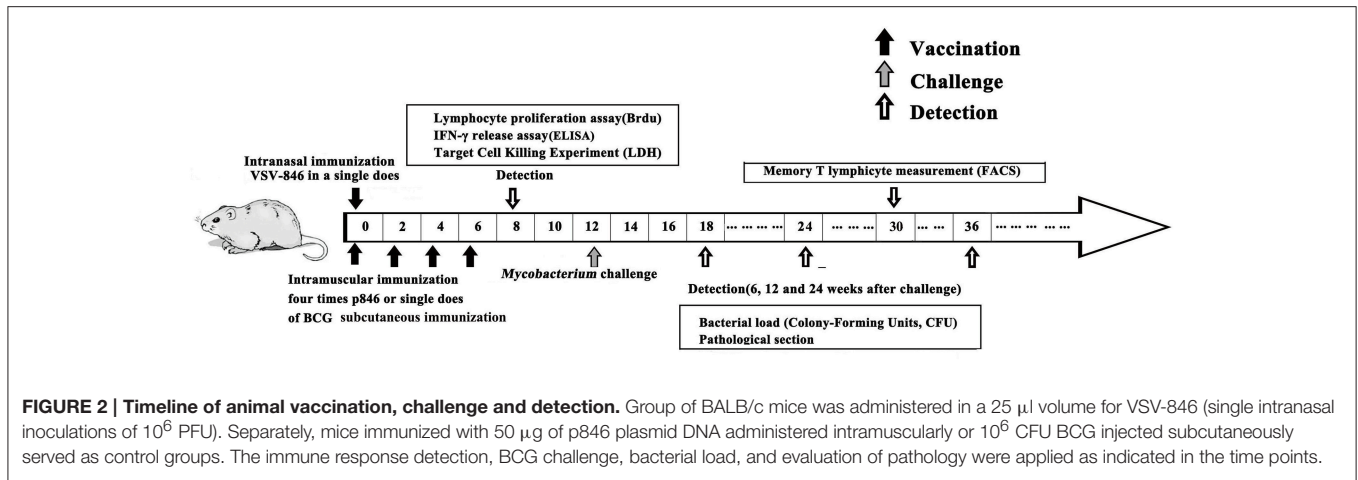 Vaccination
Challenge
Detection
Lymphocyte proliferation assay(Brdu)
IFN-γ release assay(ELISA)
Target Cell Killing Experiment (LDH)
Intranasal immunization
VSV-846 in a single does
Detection
Memory T lymphicyte measurement (FACS)
0 2 4 6 8 10 12 14 16 18 ... ... ... ... 24 ... ... ... 30 ... ... 36 ... ... ... ... ...
Mycobacterium challenge
Intramuscular immunization
four times p846 or single does
of BCG subcutaneous immunization
Detection(6, 12 and 24 weeks after challenge)
Bacterial load (Colony-Forming Units, CFU)
Pathological section
FIGURE 2 | Timeline of animal vaccination, challenge and detection. Group of BALB/c mice was administered in a 25 μl volume for VSV-846 (single intranasal
inoculations of 10⁶ PFU). Separately, mice immunized with 50 μg of p846 plasmid DNA administered intramuscularly or 10⁶ CFU BCG injected subcutaneously
served as control groups. The immune response detection, BCG challenge, bacterial load, and evaluation of pathology were applied as indicated in the time points.